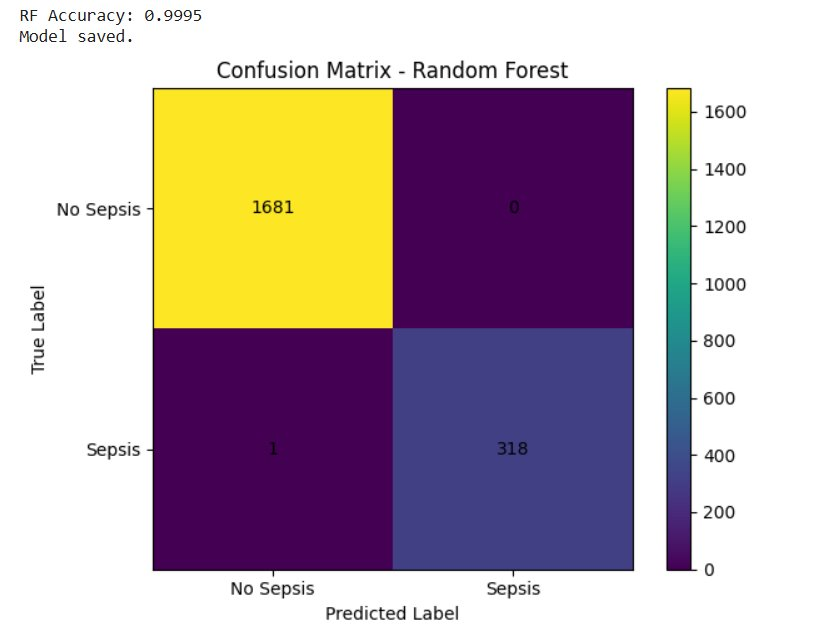 RF Accuracy: 0.9995
Model saved.
Confusion Matrix - Random Forest
1600
1400
1200
1000
800
600
400
200
0
True Label
No Sepsis
1681 0
Sepsis
1 318
No Sepsis Sepsis
Predicted Label